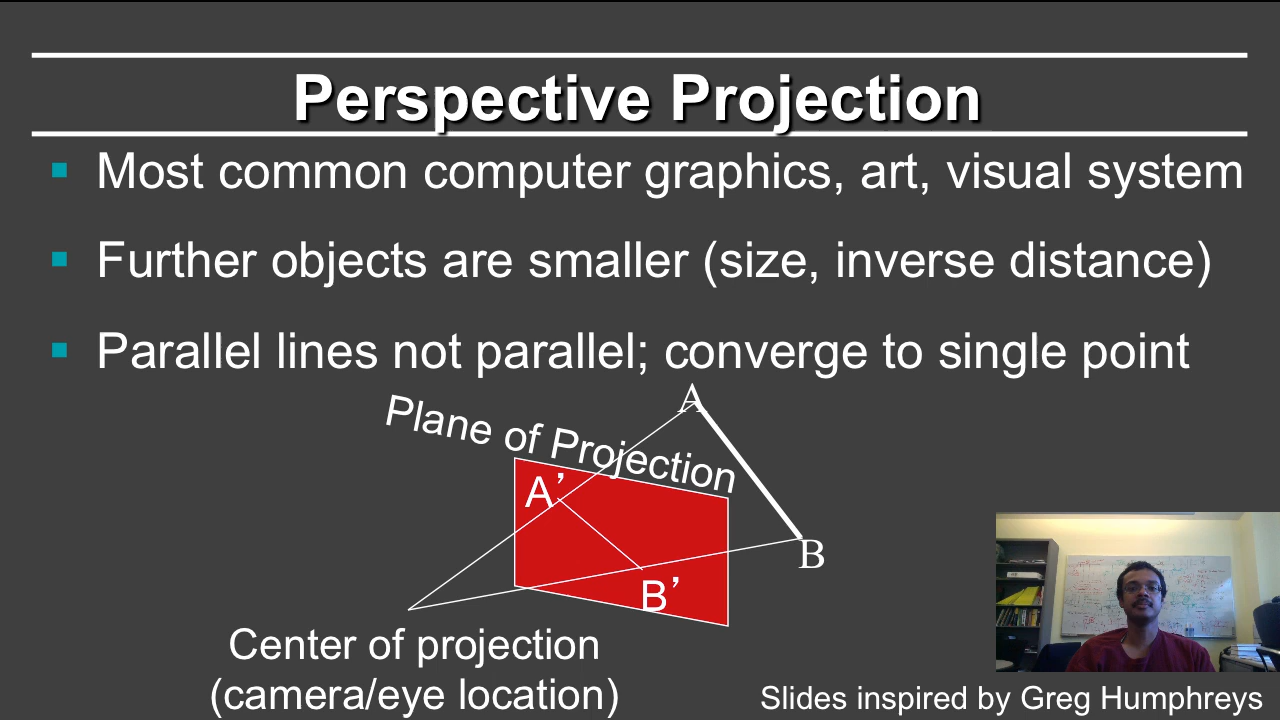 Perspective Projection
Most common computer graphics, art, visual system
Further objects are smaller (size, inverse distance)
Parallel lines not parallel; converge to single point
A
Plane of Projection
A’
B
B’
Center of projection
(camera/eye location)
Slides inspired by Greg Humphreys